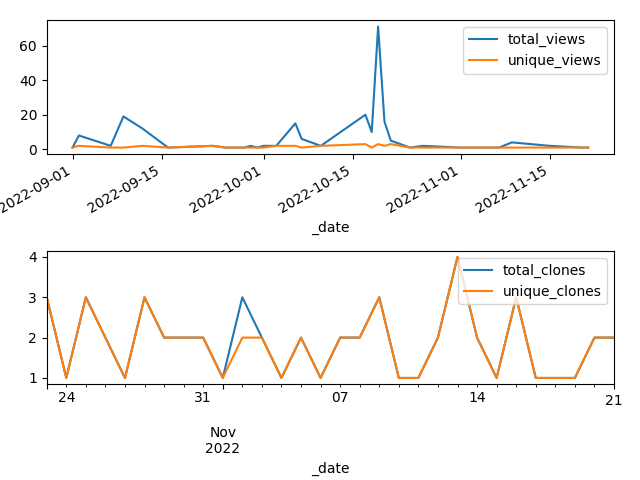 60
40
20
0
total_views
unique_views
2022-09-01
2022-09-15
2022-10-01
2022-10-15
2022-11-01
2022-11-15
_date
4
3
2
1
total_clones
unique_clones
24
31
07
14
21
Nov
2022
_date